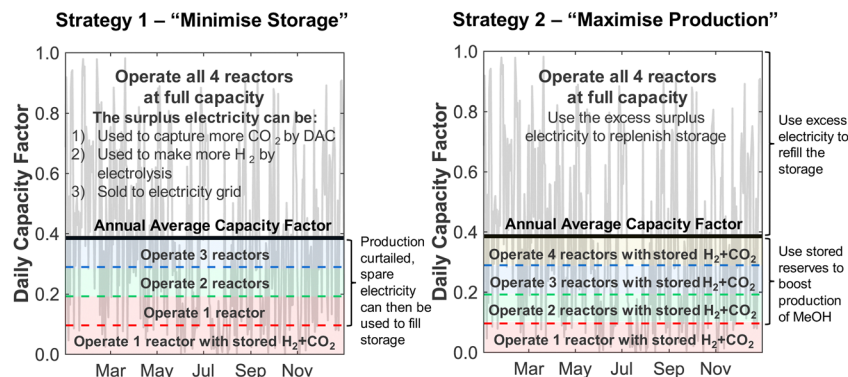 Strategy 1 – “Minimise Storage”
Daily Capacity Factor
1.0
0.8
0.6
0.4
0.2
0.0
Operate all 4 reactors
at full capacity
The surplus electricity can be:
1) Used to capture more CO₂ by DAC
2) Used to make more H₂ by
electrolysis
3) Sold to electricity grid
Annual Average Capacity Factor
Operate 3 reactors
Operate 2 reactors
Operate 1 reactor
Operate 1 reactor with stored H₂+CO₂
Mar May Jul Sep Nov
Production
curtailed,
spare
electricity
can then be
used to fill
storage
Strategy 2 – “Maximise Production”
Daily Capacity Factor
1.0
0.8
0.6
0.4
0.2
0.0
Operate all 4 reactors
at full capacity
Use the excess surplus
electricity to replenish storage
Annual Average Capacity Factor
Operate 4 reactors with stored H₂+CO₂
Operate 3 reactors with stored H₂+CO₂
Operate 2 reactors with stored H₂+CO₂
Operate 1 reactor with stored H₂+CO₂
Mar May Jul Sep Nov
Use excess
electricity to
refill the
storage
Use stored
reserves to
boost
production
of MeOH